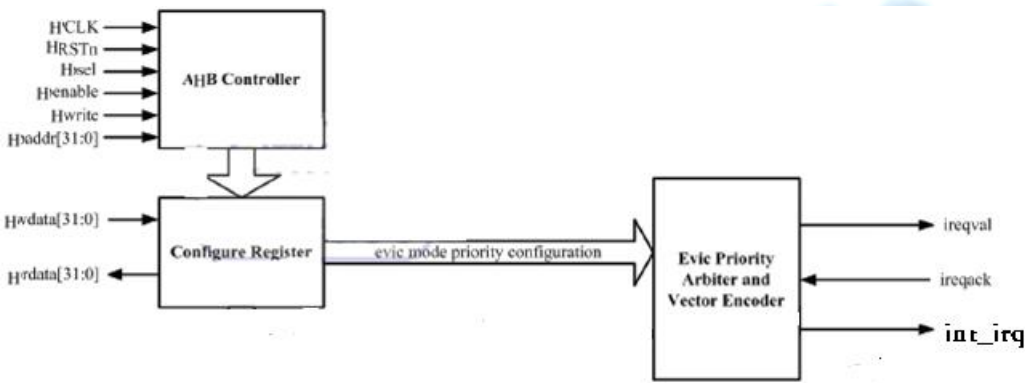 HCLK
HRSTn
Hsel
Henable
Hwrite
Haddr[31:0]
AHB Controller
Hwdata[31:0]
Hrdata[31:0]
Configure Register
evic mode priority configuration
Evic Priority
Arbiter and
Vector Encoder
ireqval
ireqack
int_irq